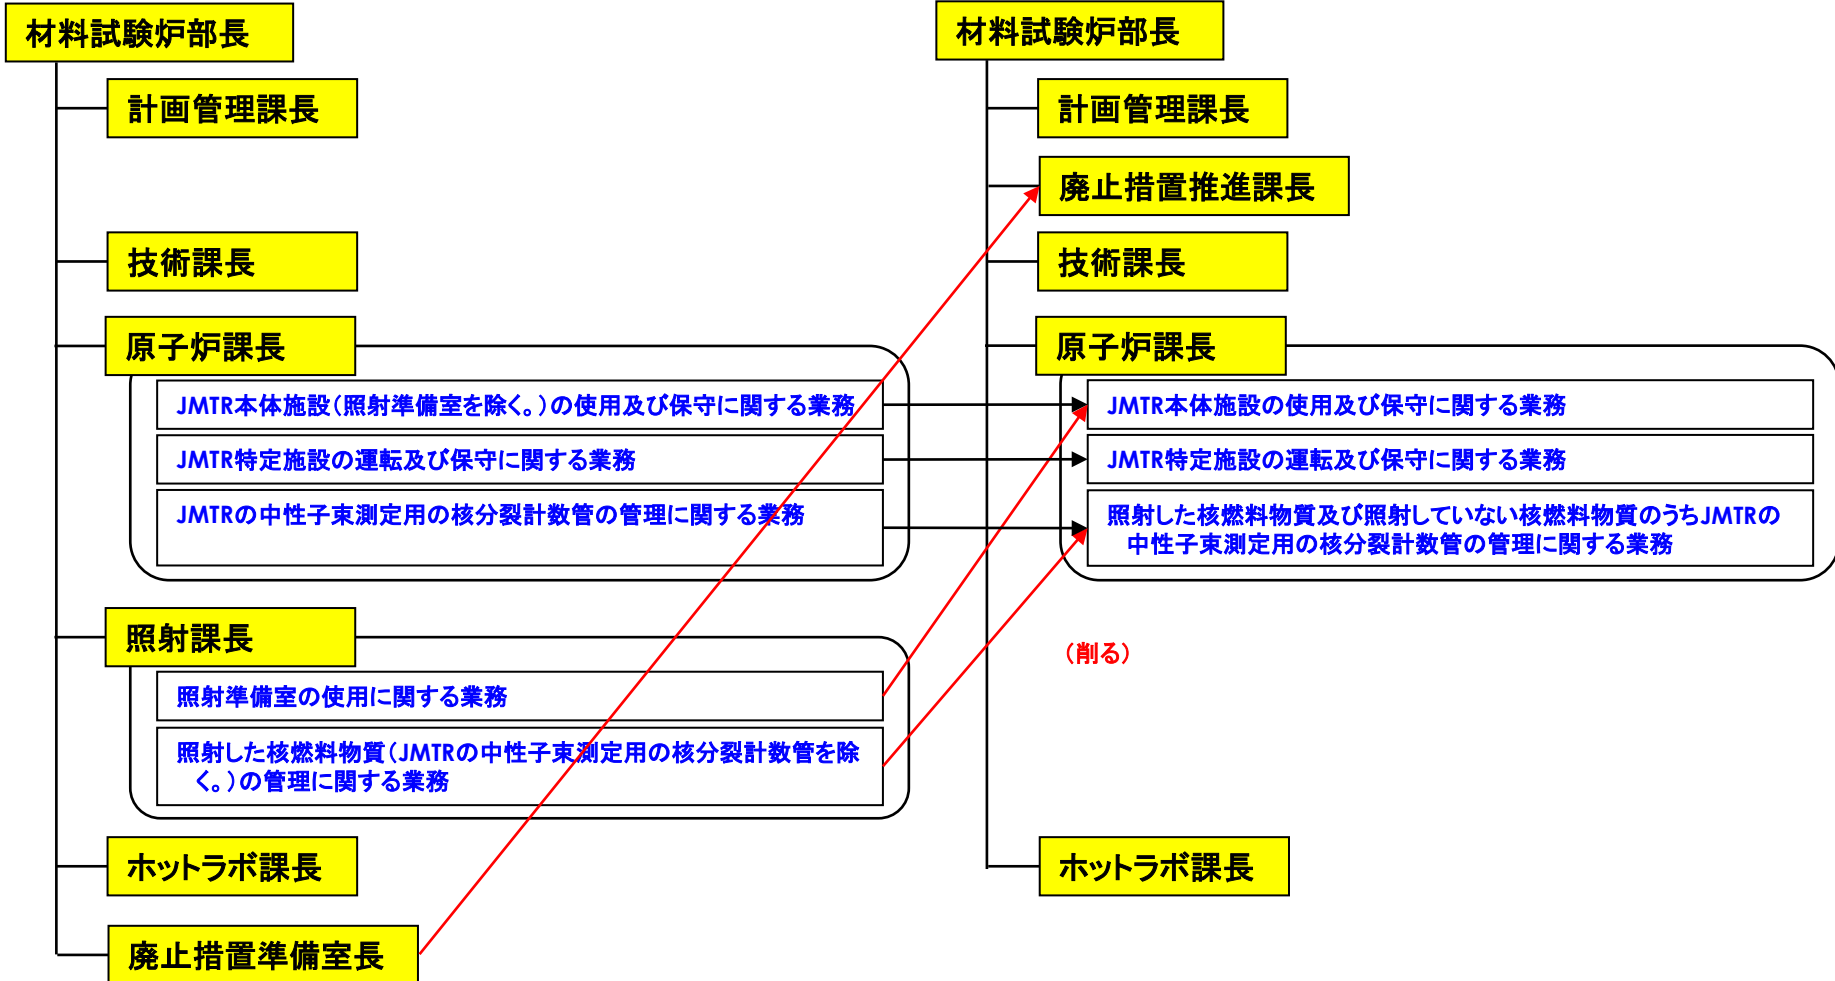 材料試験炉部長
計画管理課長
技術課長
原子炉課長
JMTR本体施設（照射準備室を除く。）の使用及び保守に関する業務
JMTR特定施設の運転及び保守に関する業務
JMTRの中性子束測定用の核分裂計数管の管理に関する業務
照射課長
照射準備室の使用に関する業務
照射した核燃料物質（JMTRの中性子束測定用の核分裂計数管を除
く。）の管理に関する業務
ホットラボ課長
廃止措置準備室長
材料試験炉部長
計画管理課長
廃止措置推進課長
技術課長
原子炉課長
JMTR本体施設の使用及び保守に関する業務
JMTR特定施設の運転及び保守に関する業務
照射した核燃料物質及び照射していない核燃料物質のうちJMTRの
中性子束測定用の核分裂計数管の管理に関する業務
（削る）
ホットラボ課長